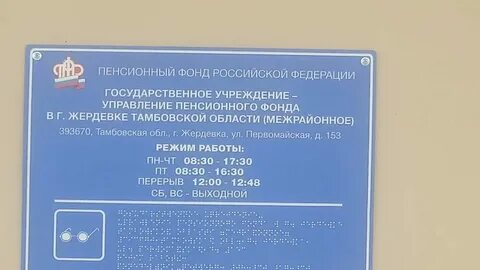 ПЕНСИОННЫЙ ФОНД РОССИЙСКОЙ ФЕДЕРАЦИИ
ГОСУДАРСТВЕННОЕ УЧРЕЖДЕНИЕ –
УПРАВЛЕНИЕ ПЕНСИОННОГО ФОНДА
В Г. ЖЕРДЕВКЕ ТАМБОВСКОЙ ОБЛАСТИ (МЕЖРАЙОННОЕ)
393670, Тамбовская обл., г. Жердевка, ул. Первомайская, д. 153
РЕЖИМ РАБОТЫ:
ПН-ЧТ 08:30 - 17:30
ПТ 08:30 - 16:30
ПЕРЕРЫВ 12:00 - 12:48
СБ, ВС - ВЫХОДНОЙ